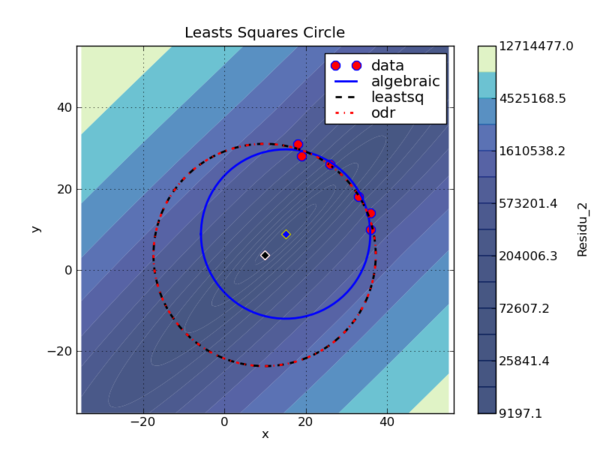 Leasts Squares Circle
data
algebraic
leastsq
odr
40
20
0
−20
y
−20
0
20
40
x
12714477.0
4525168.5
1610538.2
573201.4
204006.3
72607.2
25841.4
9197.1
Residu_2